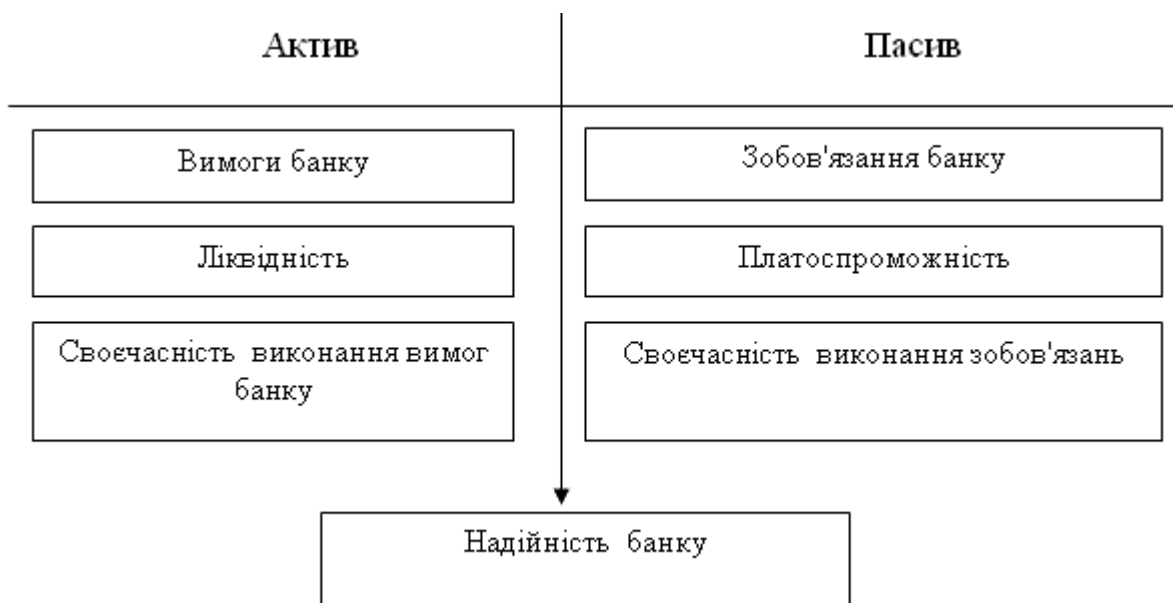 Актив
Пасив
Вимоги банку
Зобов'язання банку
Ліквідність
Платоспроможність
Своєчасність виконання вимог
банку
Своєчасність виконання зобов'язань
Надійність банку